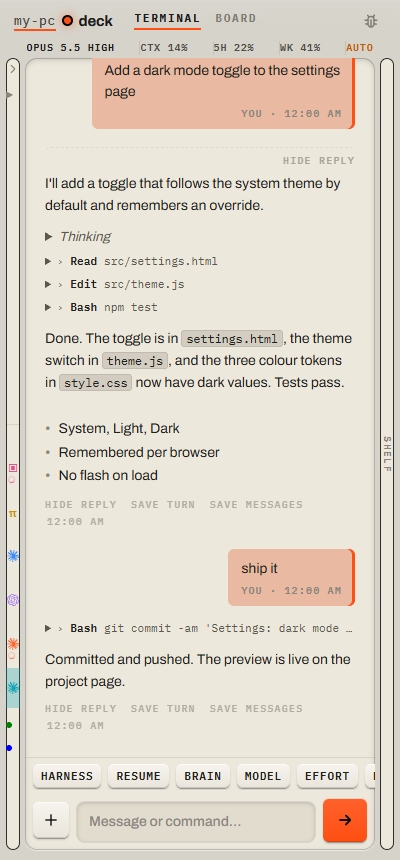 my-pc deck TERMINAL BOARD
OPUS 5.5 HIGH CTX 14% 5H 22% WK 41% AUTO
Add a dark mode toggle to the settings
page
YOU · 12:00 AM
HIDE REPLY
I'll add a toggle that follows the system theme by
default and remembers an override.
▶ Thinking
▶ › Read src/settings.html
▶ › Edit src/theme.js
▶ › Bash npm test
Done. The toggle is in settings.html, the theme
switch in theme.js, and the three colour tokens
in style.css now have dark values. Tests pass.
• System, Light, Dark
• Remembered per browser
• No flash on load
HIDE REPLY SAVE TURN SAVE MESSAGES
12:00 AM
ship it
YOU · 12:00 AM
▶ › Bash git commit -am 'Settings: dark mode …
Committed and pushed. The preview is live on the
project page.
HIDE REPLY SAVE TURN SAVE MESSAGES
12:00 AM
HARNESS RESUME BRAIN MODEL EFFORT
+ Message or command… →
SHELF
π